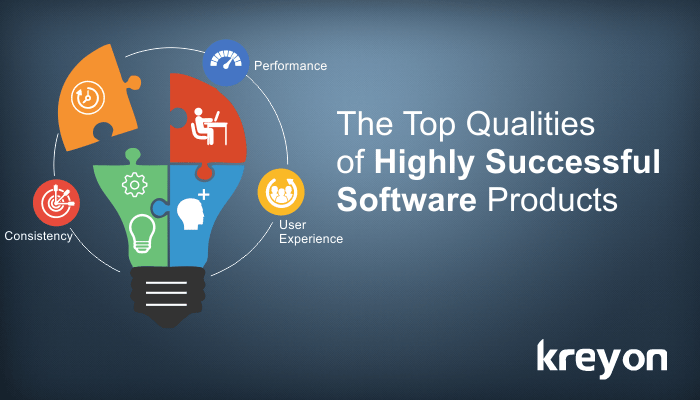 Performance
Consistency
User
Experience
The Top Qualities
of Highly Successful
Software Products
kreyon